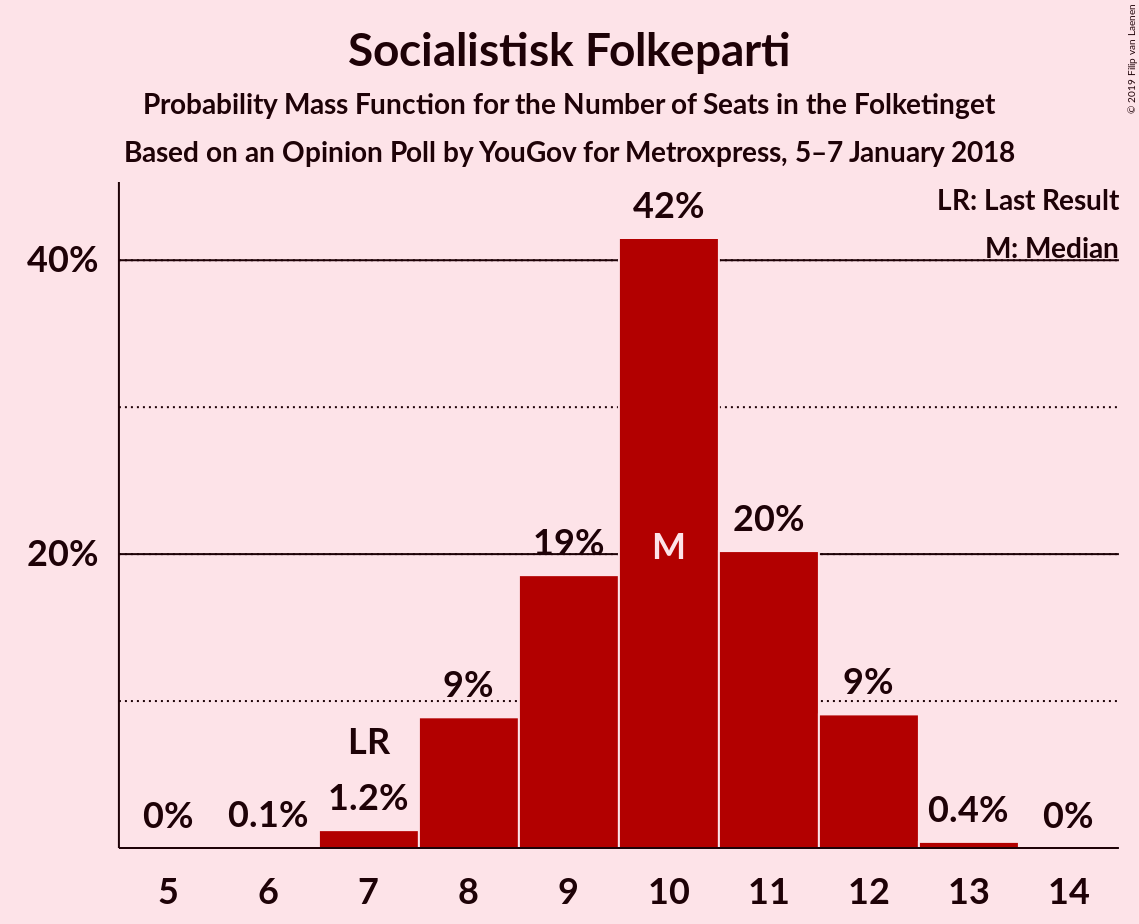 Socialistisk Folkeparti
Probability Mass Function for the Number of Seats in the Folketinget
Based on an Opinion Poll by YouGov for Metroxpress, 5–7 January 2018
© 2019 Filip van Laenen
LR: Last Result
M: Median
42%
40%
20%
19%
M
20%
9%
9%
LR
0%
0.1%
1.2%
0.4%
0%
5 6 7 8 9 10 11 12 13 14